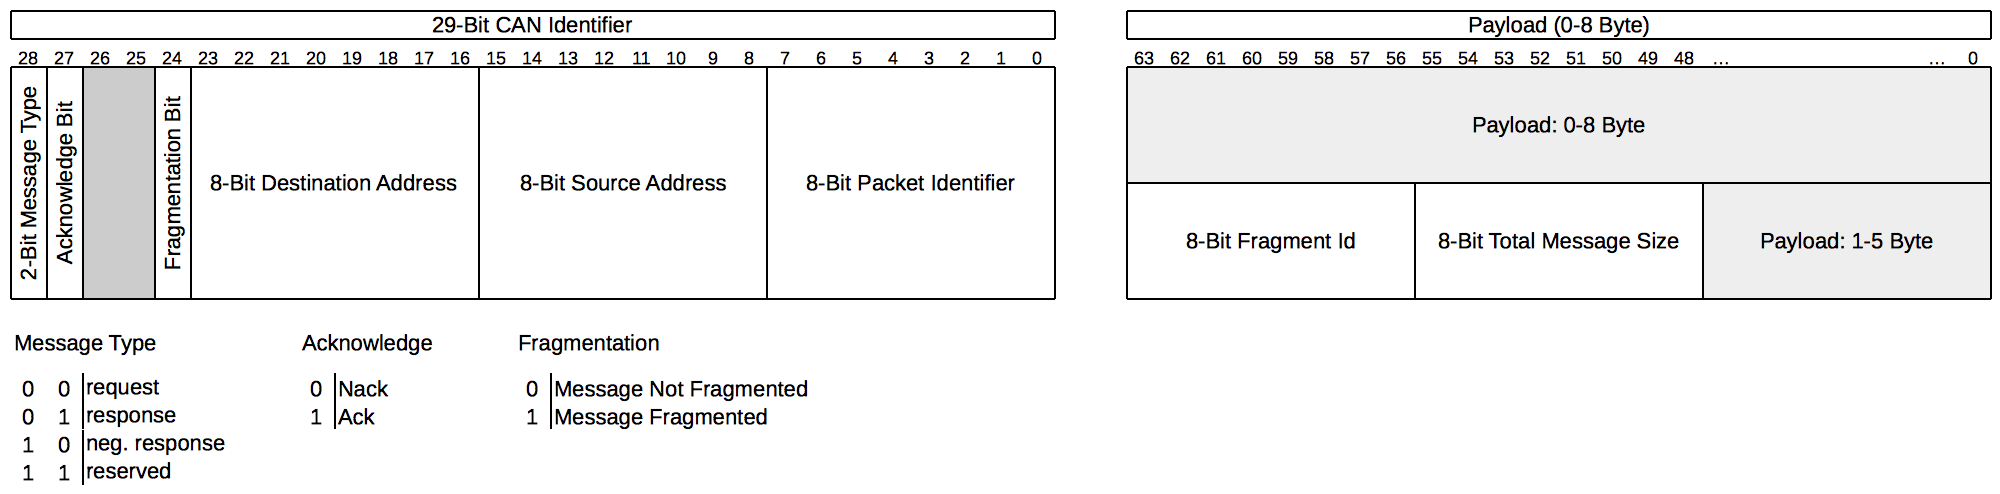 29-Bit CAN Identifier
Payload (0-8 Byte)
28 27 26 25 24 23 22 21 20 19 18 17 16 15 14 13 12 11 10 9 8 7 6 5 4 3 2 1 0
63 62 61 60 59 58 57 56 55 54 53 52 51 50 49 48 ... ... 0
2-Bit Message Type
Acknowledge Bit
Fragmentation Bit
8-Bit Destination Address
8-Bit Source Address
8-Bit Packet Identifier
Payload: 0-8 Byte
8-Bit Fragment Id
8-Bit Total Message Size
Payload: 1-5 Byte
Message Type
0 0 request
0 1 response
1 0 neg. response
1 1 reserved
Acknowledge
0 Nack
1 Ack
Fragmentation
0 Message Not Fragmented
1 Message Fragmented